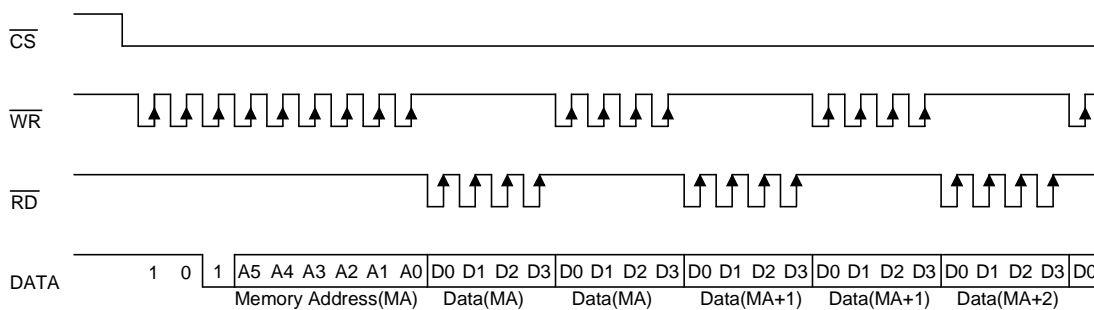 CS
WR
RD
DATA 1 0 1 A5 A4 A3 A2 A1 A0 D0 D1 D2 D3 D0 D1 D2 D3 D0 D1 D2 D3 D0 D1 D2 D3 D0 D1 D2 D3 D0
Memory Address(MA) Data(MA) Data(MA) Data(MA+1) Data(MA+1) Data(MA+2)